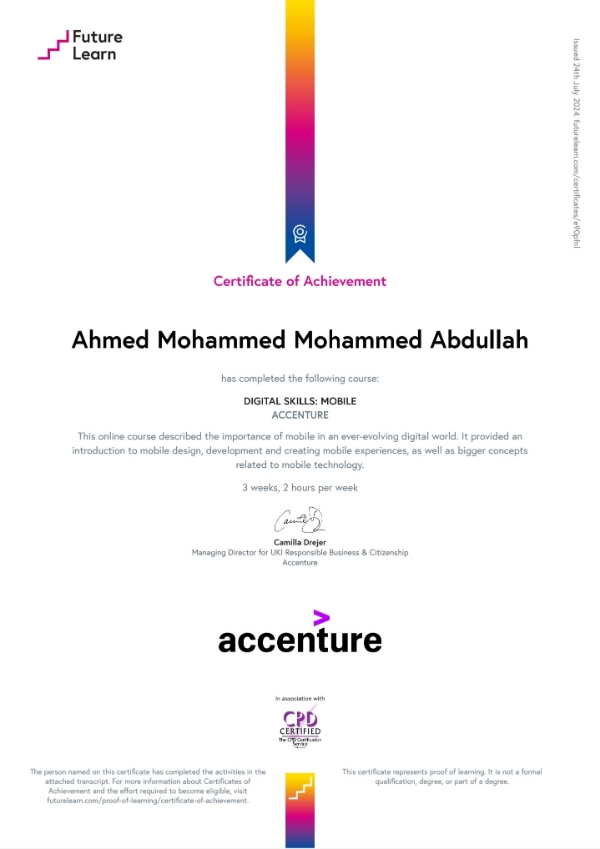 Future
Learn
Issued 24th July 2024. futurelearn.com/certificates/e90pfnl
Certificate of Achievement
Ahmed Mohammed Mohammed Abdullah
has completed the following course:
DIGITAL SKILLS: MOBILE
ACCENTURE
This online course described the importance of mobile in an ever-evolving digital world. It provided an
introduction to mobile design, development and creating mobile experiences, as well as bigger concepts
related to mobile technology.
3 weeks, 2 hours per week
Camilla Drejer
Managing Director for UKI Responsible Business & Citizenship
Accenture
accenture
In association with
CPD
CERTIFIED
The CPD Certification
Service
The person named on this certificate has completed the activities in the
attached transcript. For more information about Certificates of
Achievement and the effort required to become eligible, visit
futurelearn.com/proof-of-learning/certificate-of-achievement.
This certificate represents proof of learning. It is not a formal
qualification, degree, or part of a degree.